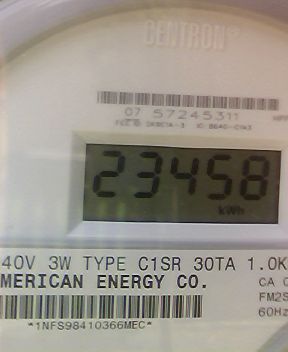 CENTRON®
07 57245311
23458
kWh
40V 3W TYPE C1SR 30TA 1.0K
MERICAN ENERGY CO.
CA 0
FM2S
60Hz
*1NFS98410366MEC*